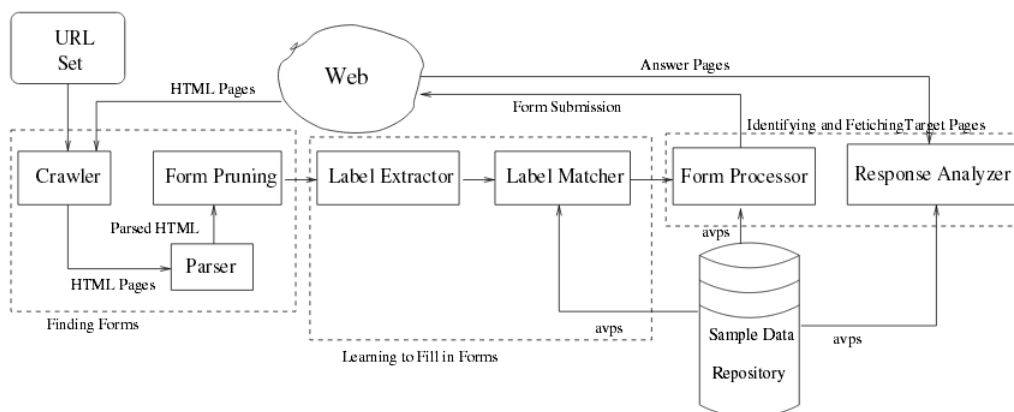 URL
Set
Web
HTML Pages
Answer Pages
Form Submission
Identifying and FetichingTarget Pages
Crawler
Form Pruning
Label Extractor
Label Matcher
Form Processor
Response Analyzer
Parsed HTML
Parser
HTML Pages
Finding Forms
avps
avps
avps
Sample Data
Repository
Learning to Fill in Forms